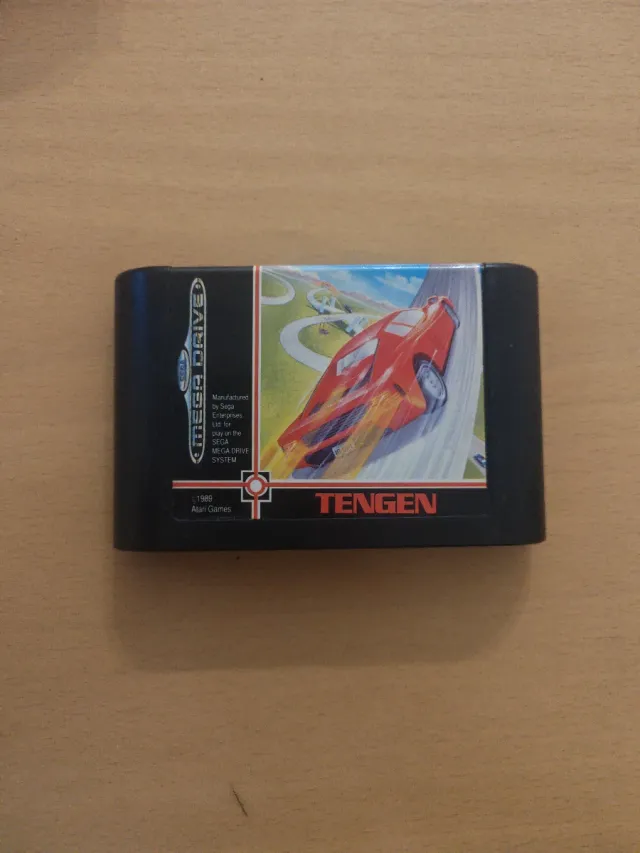 SEGA
MEGA DRIVE
Manufactured
by Sega
Enterprises,
Ltd. for
play on the
SEGA
MEGA DRIVE
SYSTEM
1989
Atari Games
TENGEN